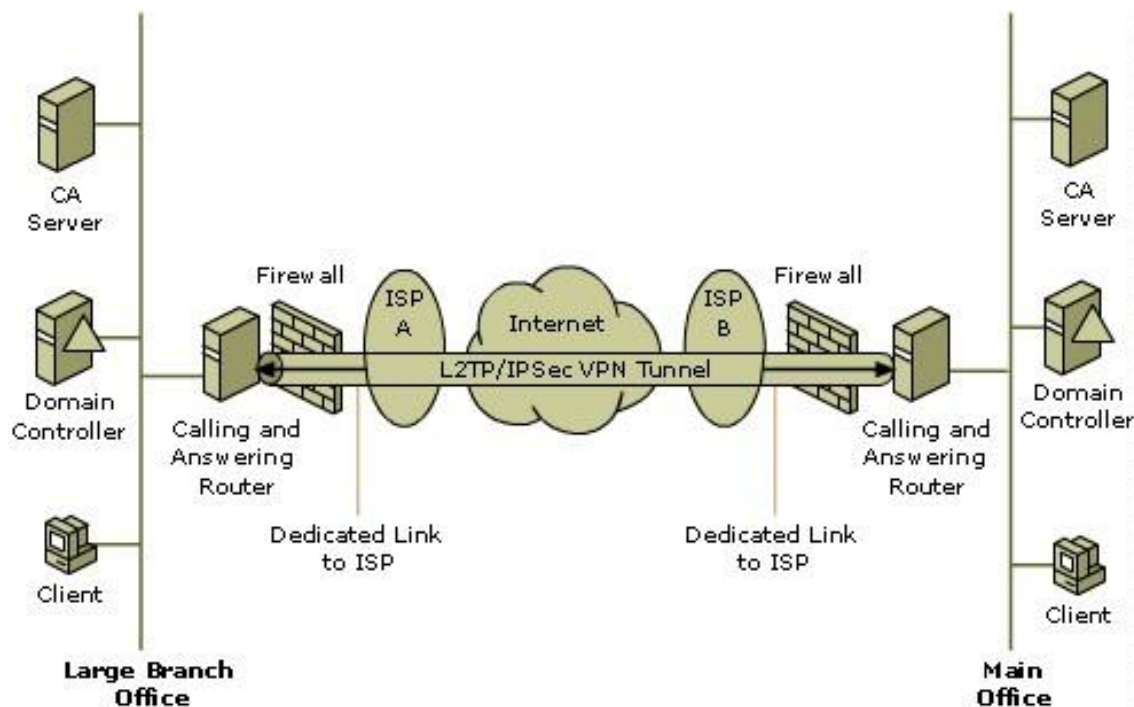 CA
Server
Domain
Controller
Client
Large Branch
Office
Firewall
Calling and
Answering
Router
ISP
A
Dedicated Link
to ISP
Internet
L2TP/IPSec VPN Tunnel
ISP
B
Dedicated Link
to ISP
Firewall
Calling and
Answering
Router
CA
Server
Domain
Controller
Client
Main
Office